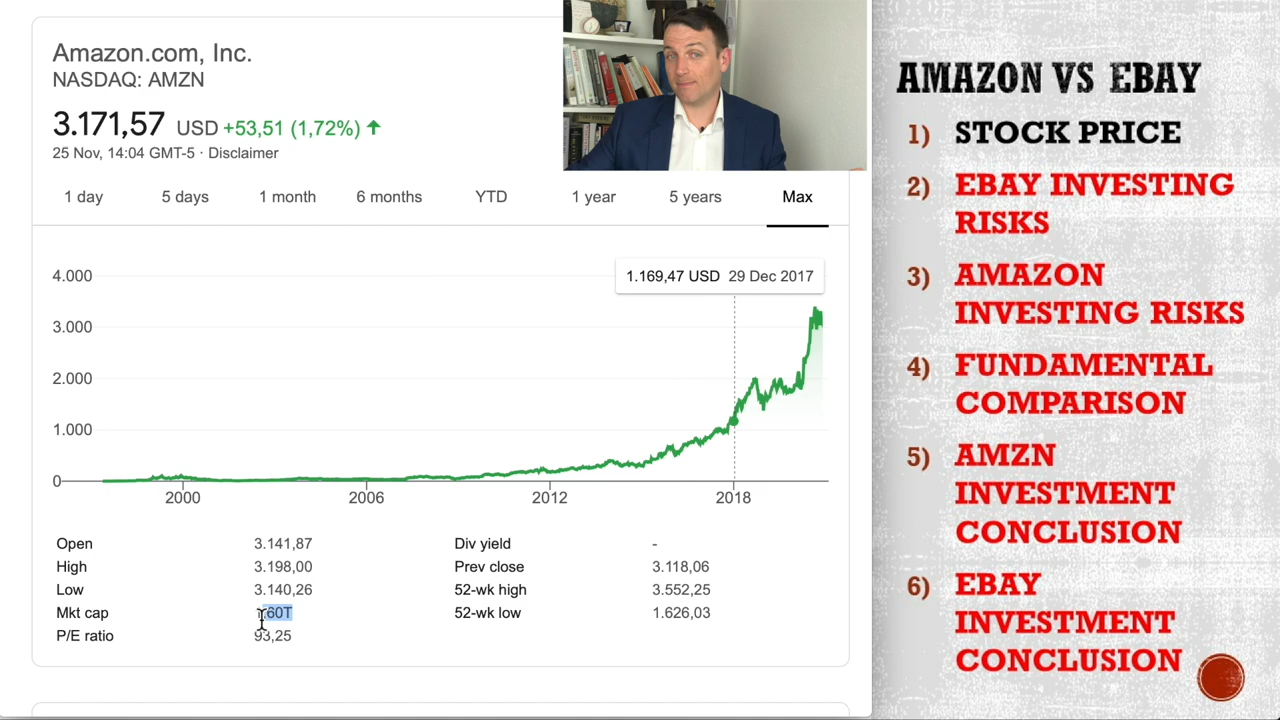 Amazon.com, Inc.
NASDAQ: AMZN
3.171,57 USD +53,51 (1,72%)
25 Nov, 14:04 GMT-5 · Disclaimer
1 day 5 days 1 month 6 months YTD 1 year 5 years Max
1.169,47 USD 29 Dec 2017
4.000
3.000
2.000
1.000
0
2000 2006 2012 2018
Open 3.141,87 Div yield -
High 3.198,00 Prev close 3.118,06
Low 3.140,26 52-wk high 3.552,25
Mkt cap 60T 52-wk low 1.626,03
P/E ratio 93,25
AMAZON VS EBAY
1) STOCK PRICE
2) EBAY INVESTING
RISKS
3) AMAZON
INVESTING RISKS
4) FUNDAMENTAL
COMPARISON
5) AMZN
INVESTMENT
CONCLUSION
6) EBAY
INVESTMENT
CONCLUSION